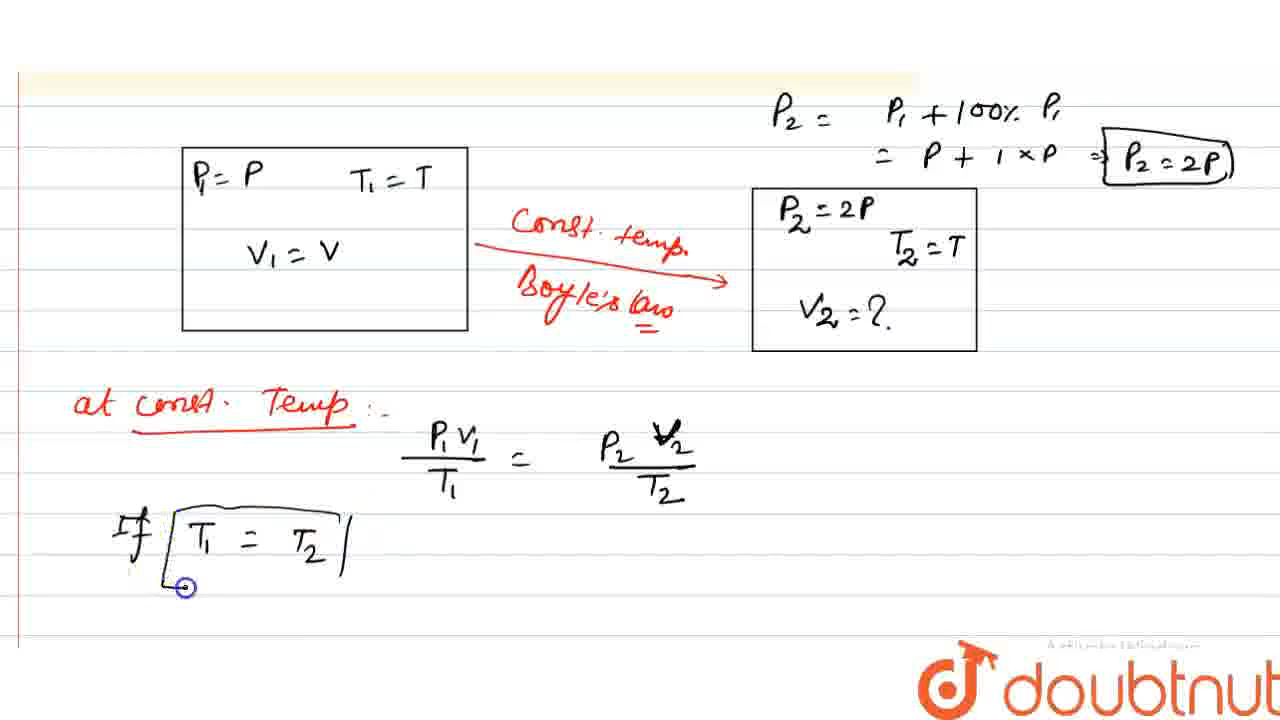 P₂ = P₁ + 100% P₁
= P + 1 × P ⇒ P₂ = 2P
P₁ = P T₁ = T
V₁ = V
Const. temp.
Boyle's law
P₂ = 2P
T₂ = T
V₂ = ?
at const. Temp :-
P₁V₁/T₁ = P₂V₂/T₂
If T₁ = T₂
doubtnut